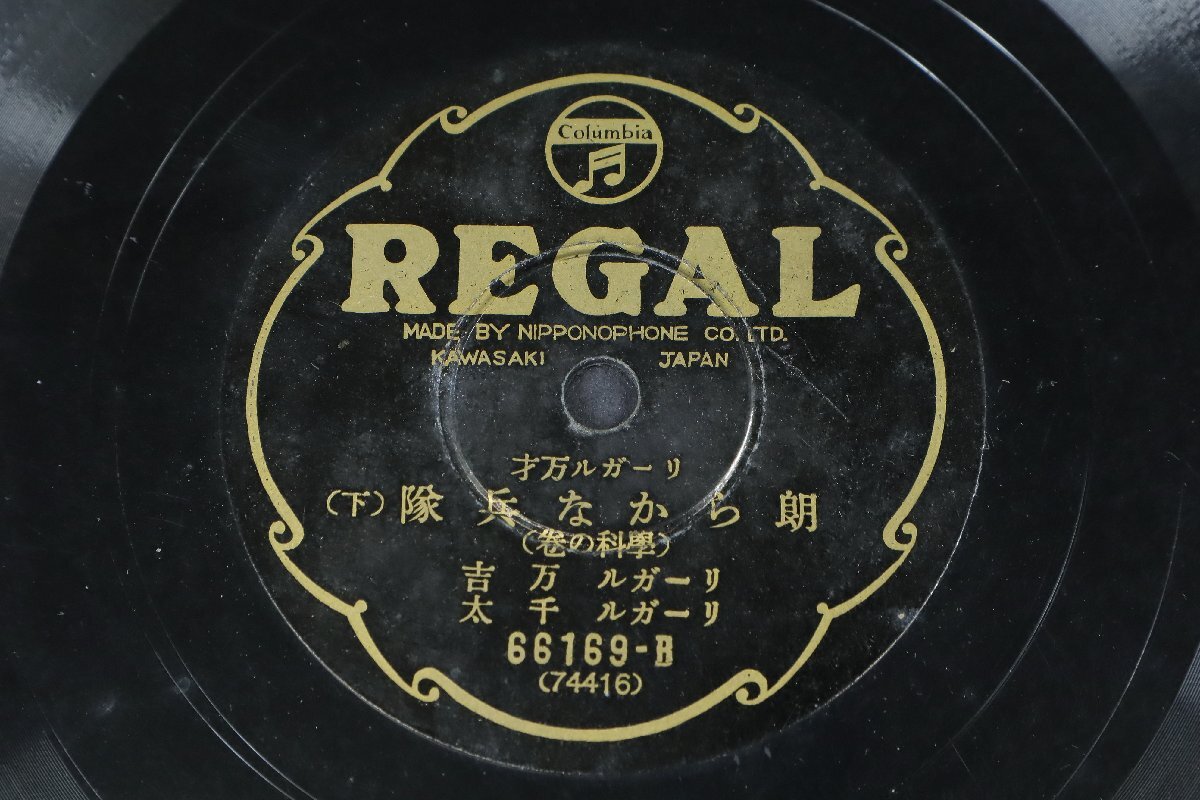 Columbia
REGAL
MADE BY NIPPONOPHONE CO. LTD.
KAWASAKI JAPAN
リーガル万才
朗らかな兵隊（下）
（學科の巻）
リーガル 万吉
リーガル 千太
66169-B
(74416)